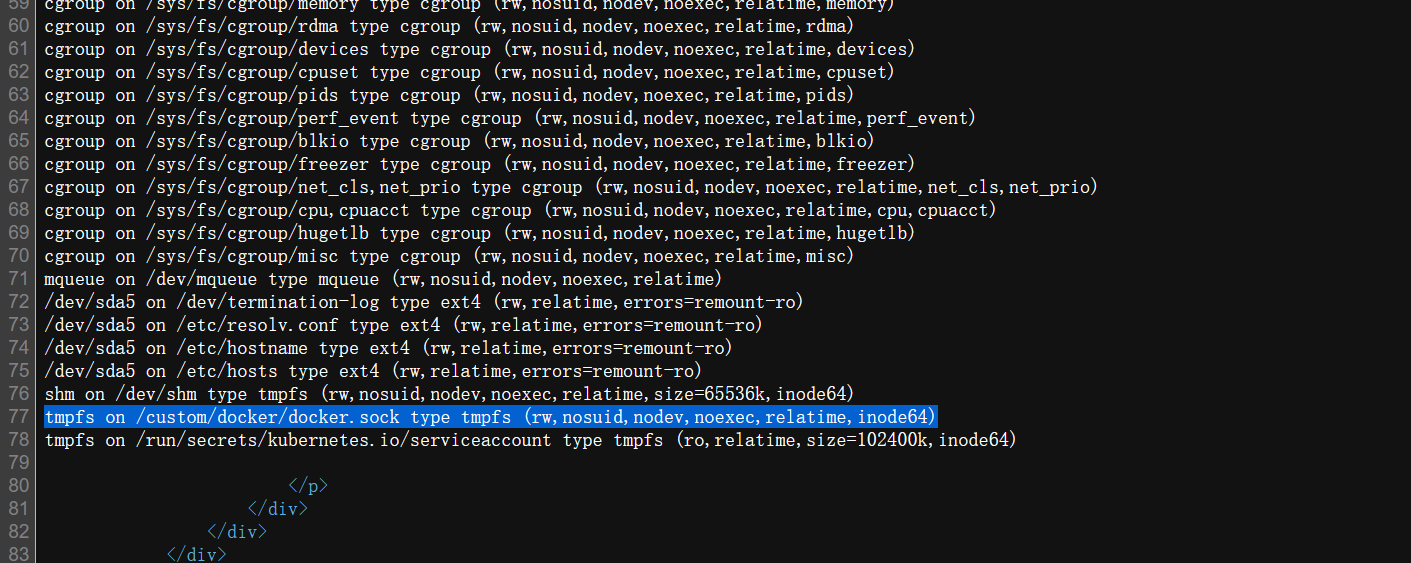 59 cgroup on /sys/fs/cgroup/memory type cgroup (rw,nosuid,nodev,noexec,relatime,memory)
60 cgroup on /sys/fs/cgroup/rdma type cgroup (rw,nosuid,nodev,noexec,relatime,rdma)
61 cgroup on /sys/fs/cgroup/devices type cgroup (rw,nosuid,nodev,noexec,relatime,devices)
62 cgroup on /sys/fs/cgroup/cpuset type cgroup (rw,nosuid,nodev,noexec,relatime,cpuset)
63 cgroup on /sys/fs/cgroup/pids type cgroup (rw,nosuid,nodev,noexec,relatime,pids)
64 cgroup on /sys/fs/cgroup/perf_event type cgroup (rw,nosuid,nodev,noexec,relatime,perf_event)
65 cgroup on /sys/fs/cgroup/blkio type cgroup (rw,nosuid,nodev,noexec,relatime,blkio)
66 cgroup on /sys/fs/cgroup/freezer type cgroup (rw,nosuid,nodev,noexec,relatime,freezer)
67 cgroup on /sys/fs/cgroup/net_cls,net_prio type cgroup (rw,nosuid,nodev,noexec,relatime,net_cls,net_prio)
68 cgroup on /sys/fs/cgroup/cpu,cpuacct type cgroup (rw,nosuid,nodev,noexec,relatime,cpu,cpuacct)
69 cgroup on /sys/fs/cgroup/hugetlb type cgroup (rw,nosuid,nodev,noexec,relatime,hugetlb)
70 cgroup on /sys/fs/cgroup/misc type cgroup (rw,nosuid,nodev,noexec,relatime,misc)
71 mqueue on /dev/mqueue type mqueue (rw,nosuid,nodev,noexec,relatime)
72 /dev/sda5 on /dev/termination-log type ext4 (rw,relatime,errors=remount-ro)
73 /dev/sda5 on /etc/resolv.conf type ext4 (rw,relatime,errors=remount-ro)
74 /dev/sda5 on /etc/hostname type ext4 (rw,relatime,errors=remount-ro)
75 /dev/sda5 on /etc/hosts type ext4 (rw,relatime,errors=remount-ro)
76 shm on /dev/shm type tmpfs (rw,nosuid,nodev,noexec,relatime,size=65536k,inode64)
77 tmpfs on /custom/docker/docker.sock type tmpfs (rw,nosuid,nodev,noexec,relatime,inode64)
78 tmpfs on /run/secrets/kubernetes.io/serviceaccount type tmpfs (ro,relatime,size=102400k,inode64)
79
80 </p>
81 </div>
82 </div>
83 </div>